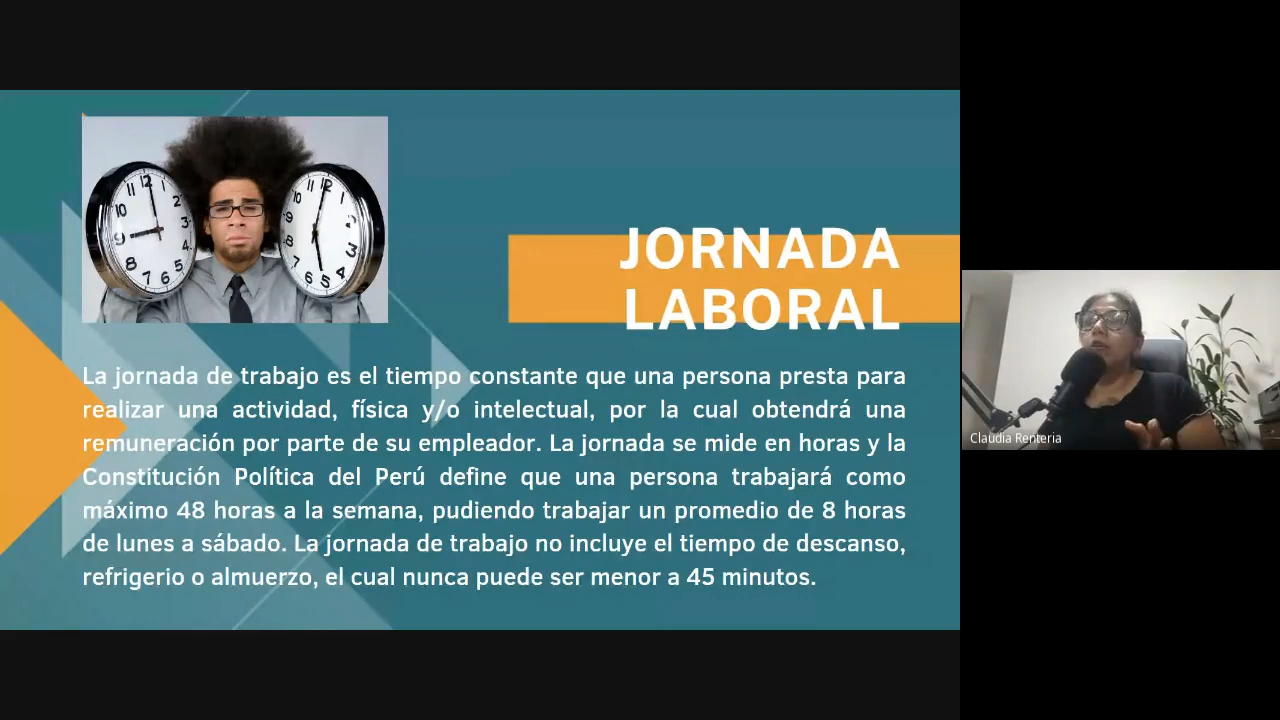 JORNADA
LABORAL
La jornada de trabajo es el tiempo constante que una persona presta para
realizar una actividad, física y/o intelectual, por la cual obtendrá una
remuneración por parte de su empleador. La jornada se mide en horas y la
Constitución Política del Perú define que una persona trabajará como
máximo 48 horas a la semana, pudiendo trabajar un promedio de 8 horas
de lunes a sábado. La jornada de trabajo no incluye el tiempo de descanso,
refrigerio o almuerzo, el cual nunca puede ser menor a 45 minutos.
Claudia Renteria